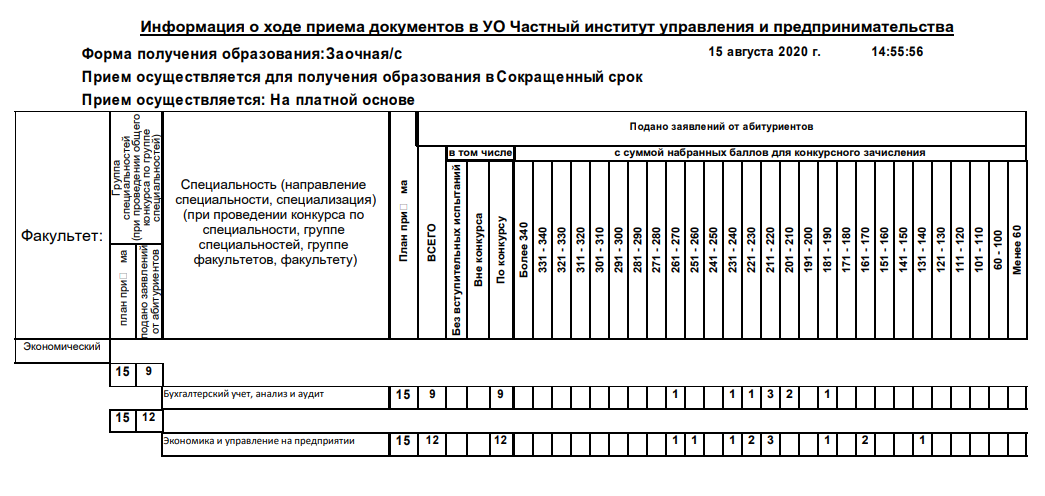 Информация о ходе приема документов в УО Частный институт управления и предпринимательства
Форма получения образования:Заочная/с
15 августа 2020 г. 14:55:56
Прием осуществляется для получения образования вСокращенный срок
Прием осуществляется: На платной основе
Факультет:
Группа
специальностей
(при проведении общего
конкурса по группе
специальностей)
план при□ ма
подано заявлений
от абитуриентов
Специальность (направление
специальности, специализация)
(при проведении конкурса по
специальности, группе
специальностей, группе
факультетов, факультету)
План при□ ма
Подано заявлений от абитуриентов
ВСЕГО
в том числе
Без вступительных испытаний
Вне конкурса
По конкурсу
с суммой набранных баллов для конкурсного зачисления
Более 340
331 - 340
321 - 330
311 - 320
301 - 310
291 - 300
281 - 290
271 - 280
261 - 270
251 - 260
241 - 250
231 - 240
221 - 230
211 - 220
201 - 210
191 - 200
181 - 190
171 - 180
161 - 170
151 - 160
141 - 150
131 - 140
121 - 130
111 - 120
101 - 110
60 - 100
Менее 60
Экономический
15 9
Бухгалтерский учет, анализ и аудит 15 9 9 1 1 1 3 2 1
15 12
Экономика и управление на предприятии 15 12 12 1 1 1 2 3 1 2 1